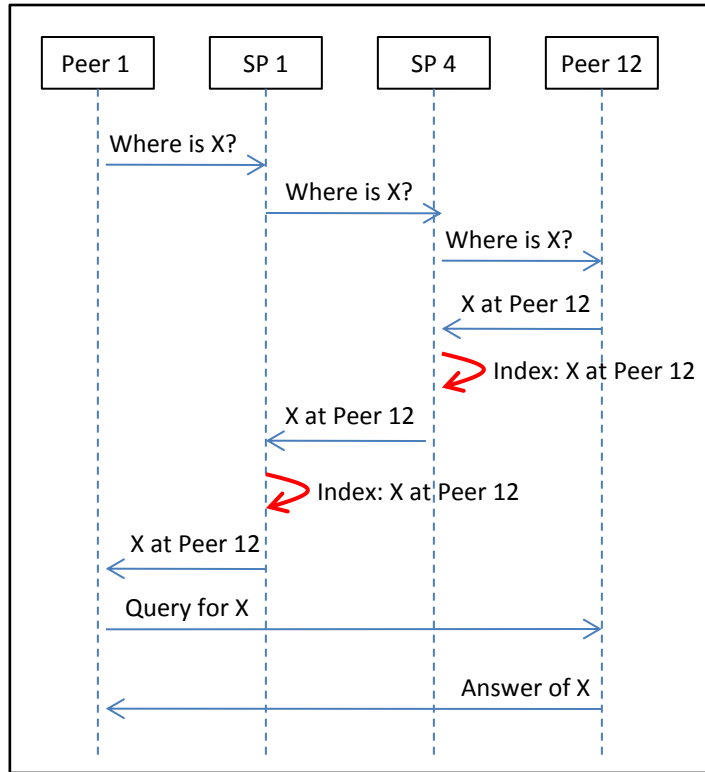 Peer 1
SP 1
SP 4
Peer 12
Where is X?
Where is X?
Where is X?
X at Peer 12
Index: X at Peer 12
X at Peer 12
Index: X at Peer 12
X at Peer 12
Query for X
Answer of X